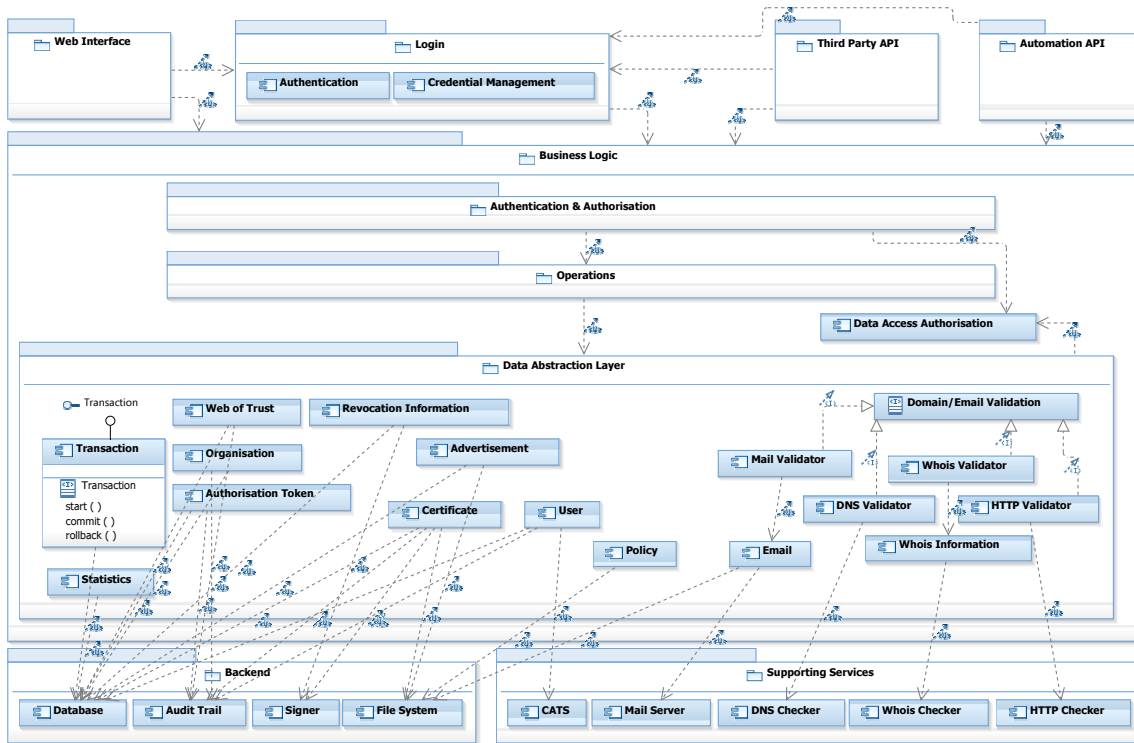 Web Interface
Login
Third Party API
Automation API
Authentication
Credential Management
Business Logic
Authentication & Authorisation
Operations
Data Access Authorisation
Data Abstraction Layer
Transaction
Web of Trust
Revocation Information
Domain/Email Validation
Transaction
Organisation
Advertisement
Mail Validator
Whois Validator
Transaction
Authorisation Token
start ( )
commit ( )
rollback ( )
Certificate
User
DNS Validator
HTTP Validator
Policy
Email
Whois Information
Statistics
Backend
Supporting Services
Database
Audit Trail
Signer
File System
CATS
Mail Server
DNS Checker
Whois Checker
HTTP Checker